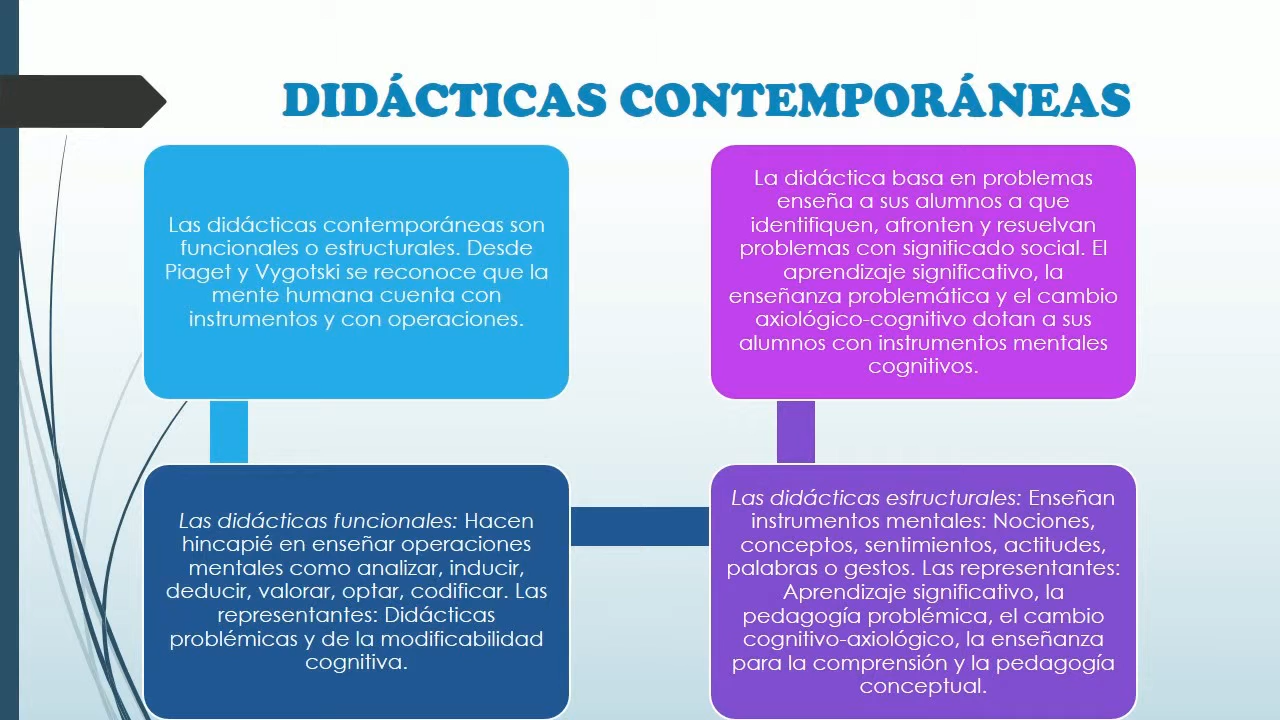 DIDÁCTICAS CONTEMPORÁNEAS
Las didácticas contemporáneas son
funcionales o estructurales. Desde
Piaget y Vygotski se reconoce que la
mente humana cuenta con
instrumentos y con operaciones.
Las didácticas funcionales: Hacen
hincapié en enseñar operaciones
mentales como analizar, inducir,
deducir, valorar, optar, codificar. Las
representantes: Didácticas
problémicas y de la modificabilidad
cognitiva.
Las didácticas estructurales: Enseñan
instrumentos mentales: Nociones,
conceptos, sentimientos, actitudes,
palabras o gestos. Las representantes:
Aprendizaje significativo, la
pedagogía problémica, el cambio
cognitivo-axiológico, la enseñanza
para la comprensión y la pedagogía
conceptual.
La didáctica basa en problemas
enseña a sus alumnos a que
identifiquen, afronten y resuelvan
problemas con significado social. El
aprendizaje significativo, la
enseñanza problemática y el cambio
axiológico-cognitivo dotan a sus
alumnos con instrumentos mentales
cognitivos.